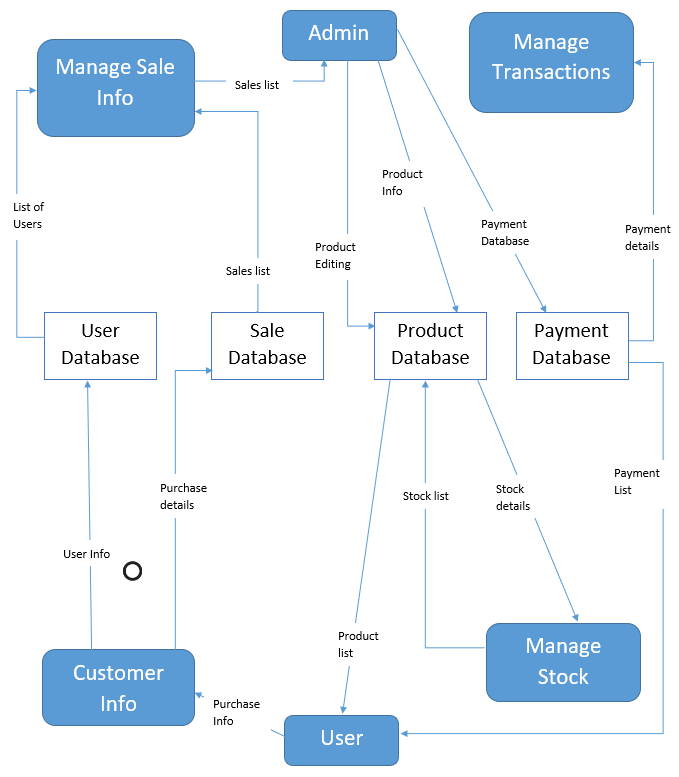 Admin
Manage Sale
Info
Manage
Transactions
Sales list
Product
Info
List of
Users
Payment
Database
Payment
details
Product
Editing
Sales list
User
Database
Sale
Database
Product
Database
Payment
Database
Payment
List
Purchase
details
Stock list
Stock
details
User Info
Product
list
Manage
Stock
Customer
Info
Purchase
Info
User